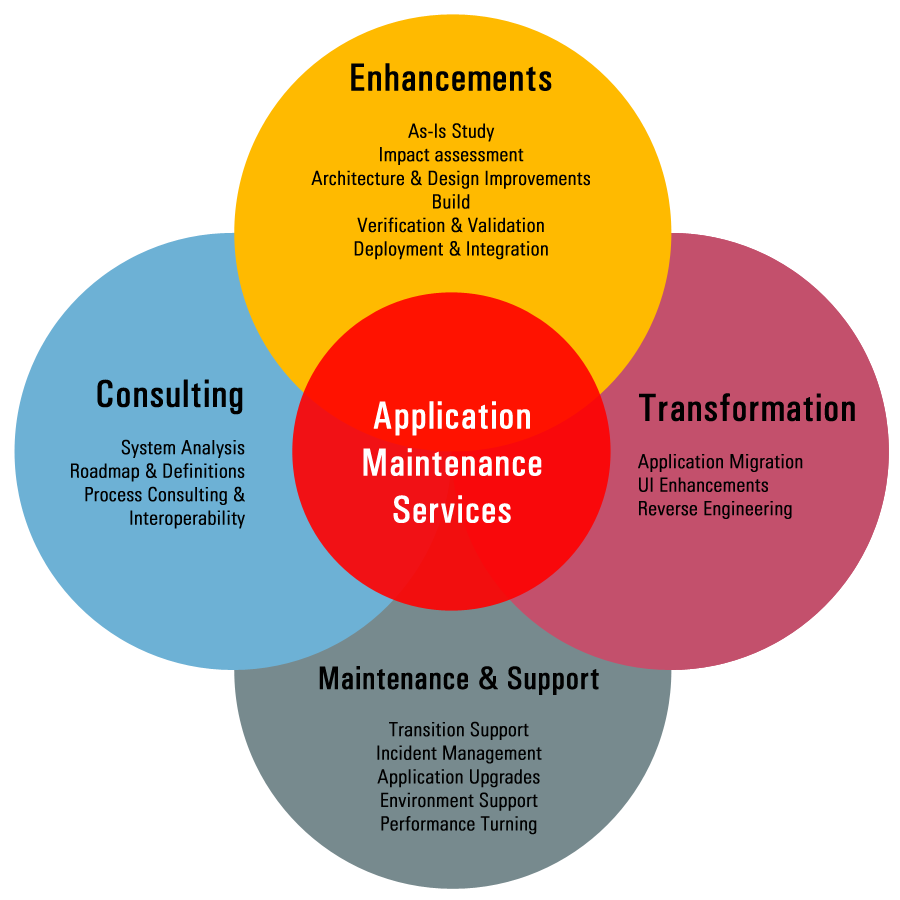 Enhancements
As-Is Study
Impact assessment
Architecture & Design Improvements
Build
Verification & Validation
Deployment & Integration
Consulting
System Analysis
Roadmap & Definitions
Process Consulting &
Interoperability
Application
Maintenance
Services
Transformation
Application Migration
UI Enhancements
Reverse Engineering
Maintenance & Support
Transition Support
Incident Management
Application Upgrades
Environment Support
Performance Turning